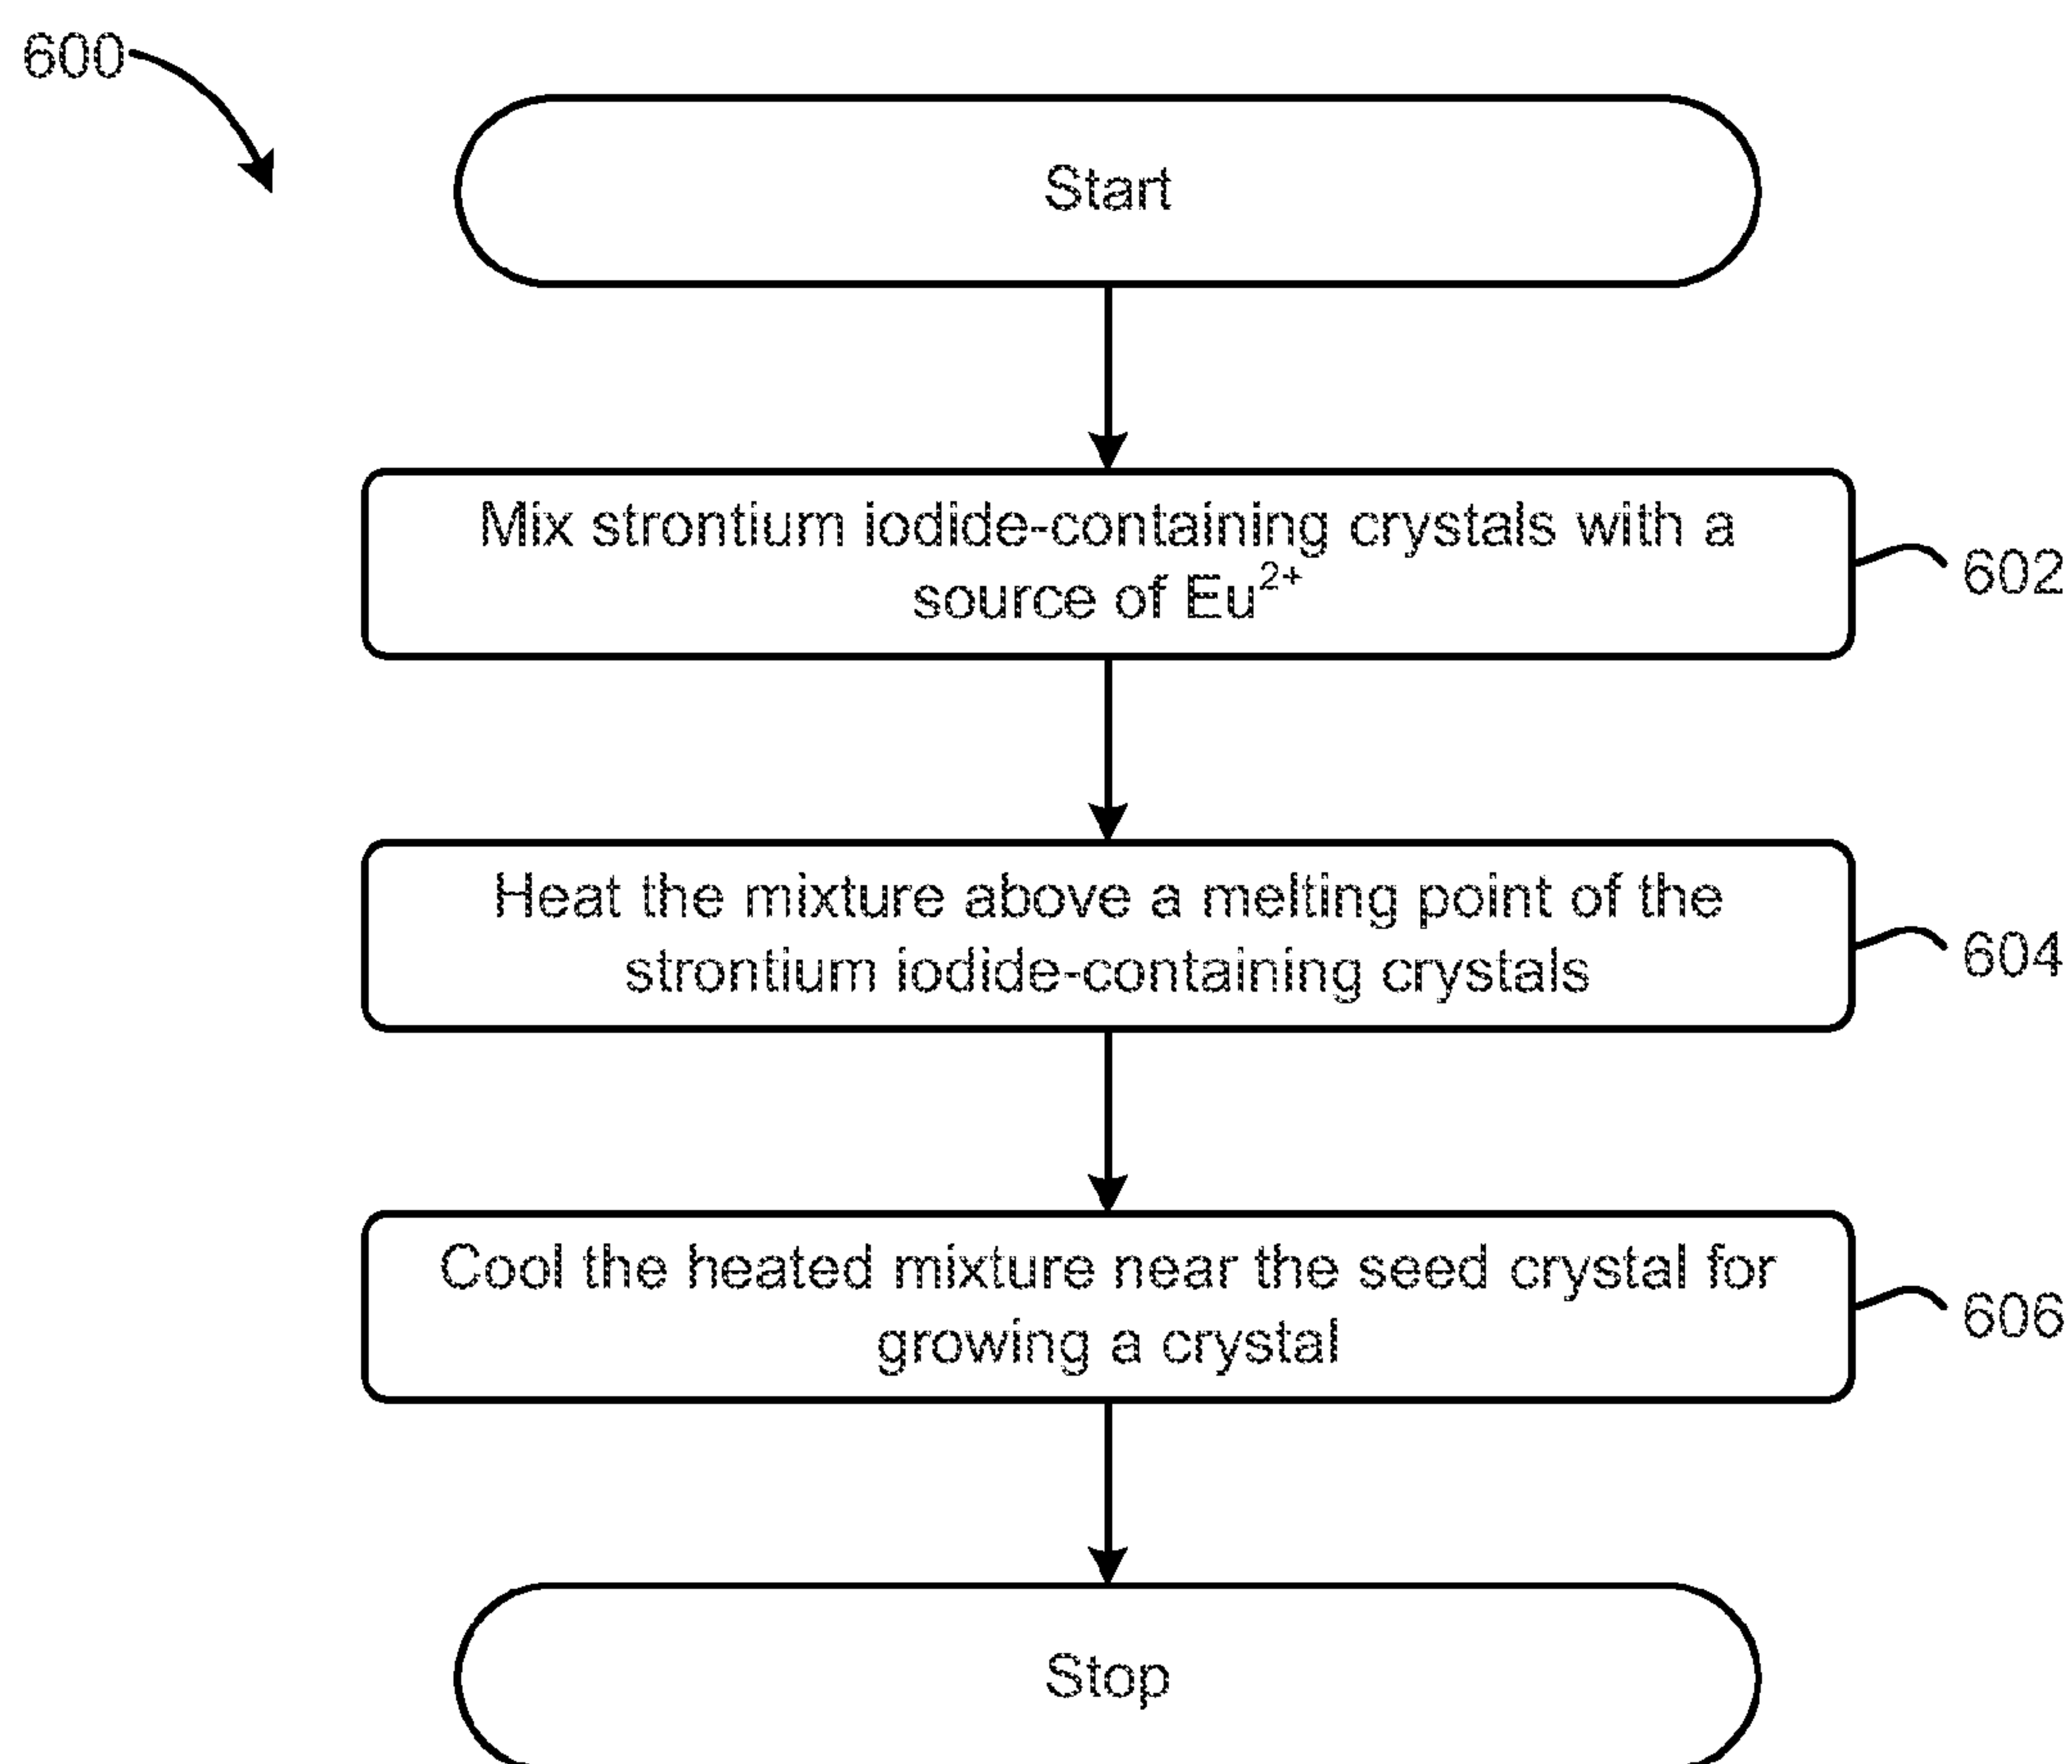 600
Start
Mix strontium iodide-containing crystals with a
source of Eu²⁺
602
Heat the mixture above a melting point of the
strontium iodide-containing crystals
604
Cool the heated mixture near the seed crystal for
growing a crystal
606
Stop